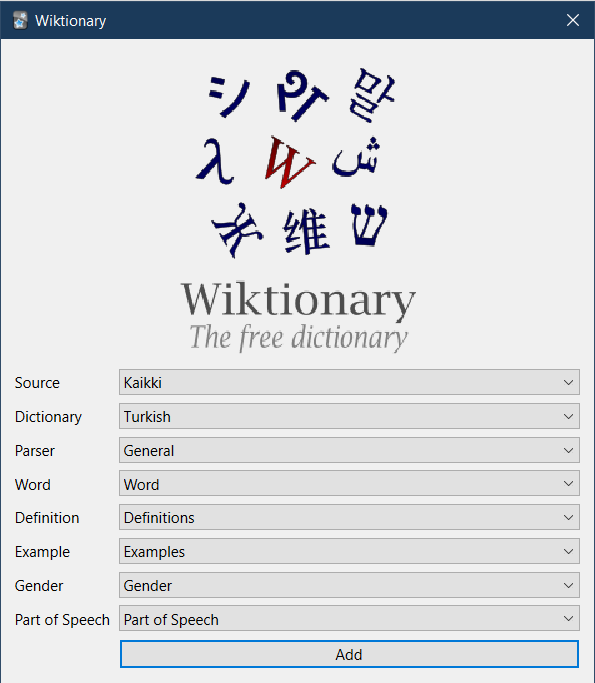 Wiktionary
シ
말
λ
W
ش
维
ש
Wiktionary
The free dictionary
Source
Kaikki
Dictionary
Turkish
Parser
General
Word
Word
Definition
Definitions
Example
Examples
Gender
Gender
Part of Speech
Part of Speech
Add